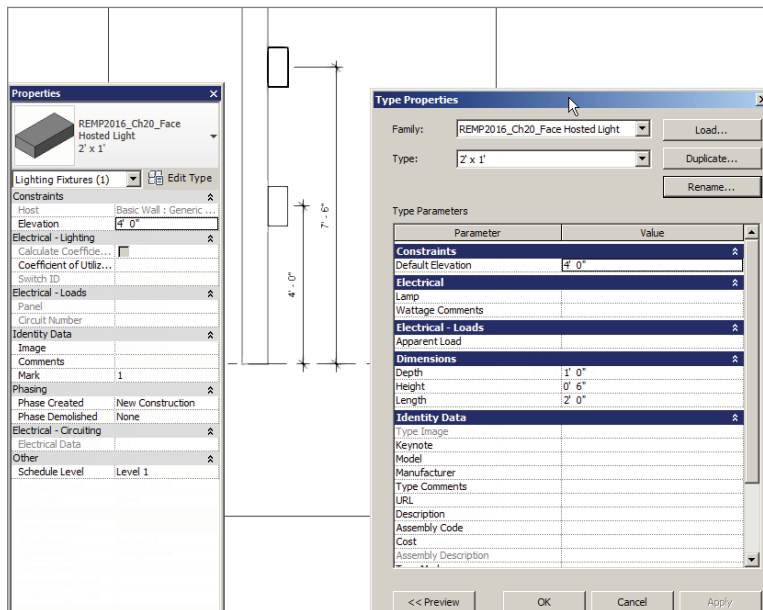 Properties
REMP2016_Ch20_Face
Hosted Light
2' x 1'
Lighting Fixtures (1)
Edit Type
Constraints
Host Basic Wall : Generic ...
Elevation 4' 0"
Electrical - Lighting
Calculate Coefficie...
Coefficient of Utiliz...
Switch ID
Electrical - Loads
Panel
Circuit Number
Identity Data
Image
Comments
Mark 1
Phasing
Phase Created New Construction
Phase Demolished None
Electrical - Circuiting
Electrical Data
Other
Schedule Level Level 1
4' - 0"
7' - 6"
Type Properties
Family: REMP2016_Ch20_Face Hosted Light Load...
Type: 2' x 1' Duplicate...
Rename...
Type Parameters
Parameter Value
Constraints
Default Elevation 4' 0"
Electrical
Lamp
Wattage Comments
Electrical - Loads
Apparent Load
Dimensions
Depth 1' 0"
Height 0' 6"
Length 2' 0"
Identity Data
Type Image
Keynote
Model
Manufacturer
Type Comments
URL
Description
Assembly Code
Cost
Assembly Description
<< Preview OK Cancel Apply